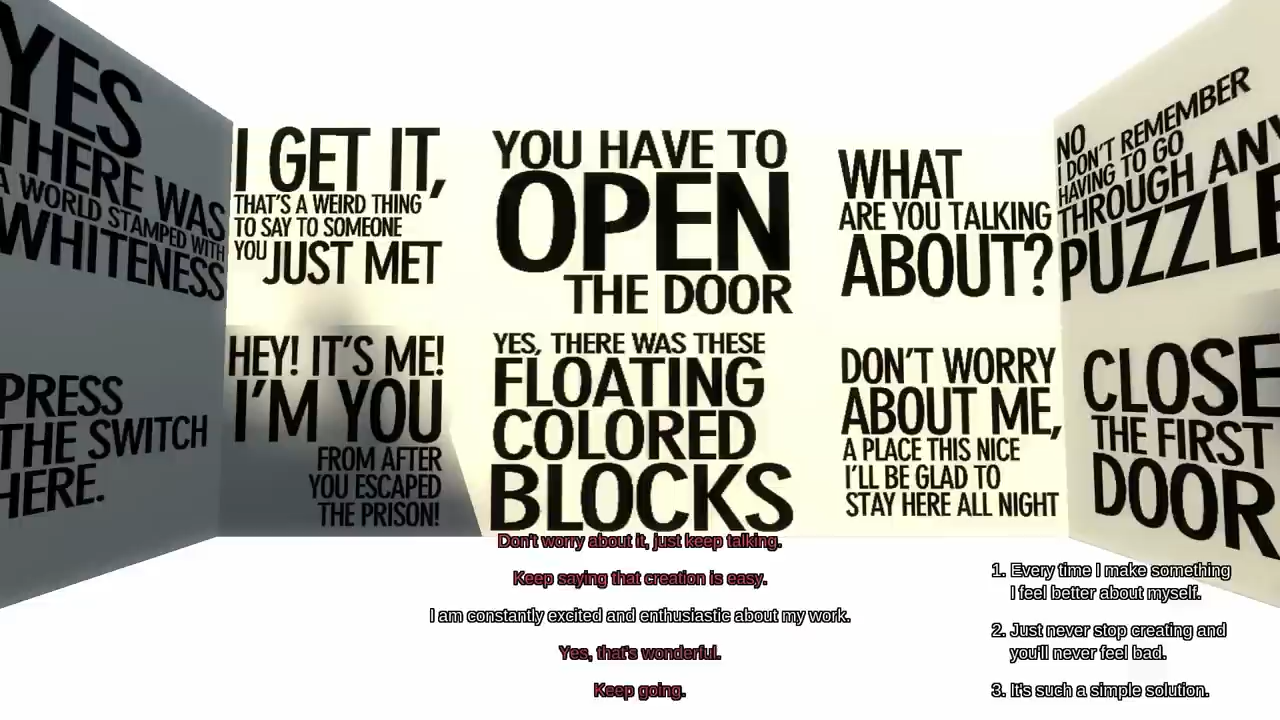 YES
THERE WAS
A WORLD STAMPED WITH
WHITENESS
PRESS
THE SWITCH
HERE.
I GET IT,
THAT'S A WEIRD THING
TO SAY TO SOMEONE
YOU JUST MET
HEY! IT'S ME!
I'M YOU
FROM AFTER
YOU ESCAPED
THE PRISON!
YOU HAVE TO
OPEN
THE DOOR
YES, THERE WAS THESE
FLOATING
COLORED
BLOCKS
WHAT
ARE YOU TALKING
ABOUT?
DON'T WORRY
ABOUT ME,
A PLACE THIS NICE
I'LL BE GLAD TO
STAY HERE ALL NIGHT
NO
I DON'T REMEMBER
HAVING TO GO
THROUGH ANY
PUZZLE
CLOSE
THE FIRST
DOOR
Don't worry about it, just keep talking.
Keep saying that creation is easy.
I am constantly excited and enthusiastic about my work.
Yes, that's wonderful.
Keep going.
1. Every time I make something
I feel better about myself.
2. Just never stop creating and
you'll never feel bad.
3. It's such a simple solution.